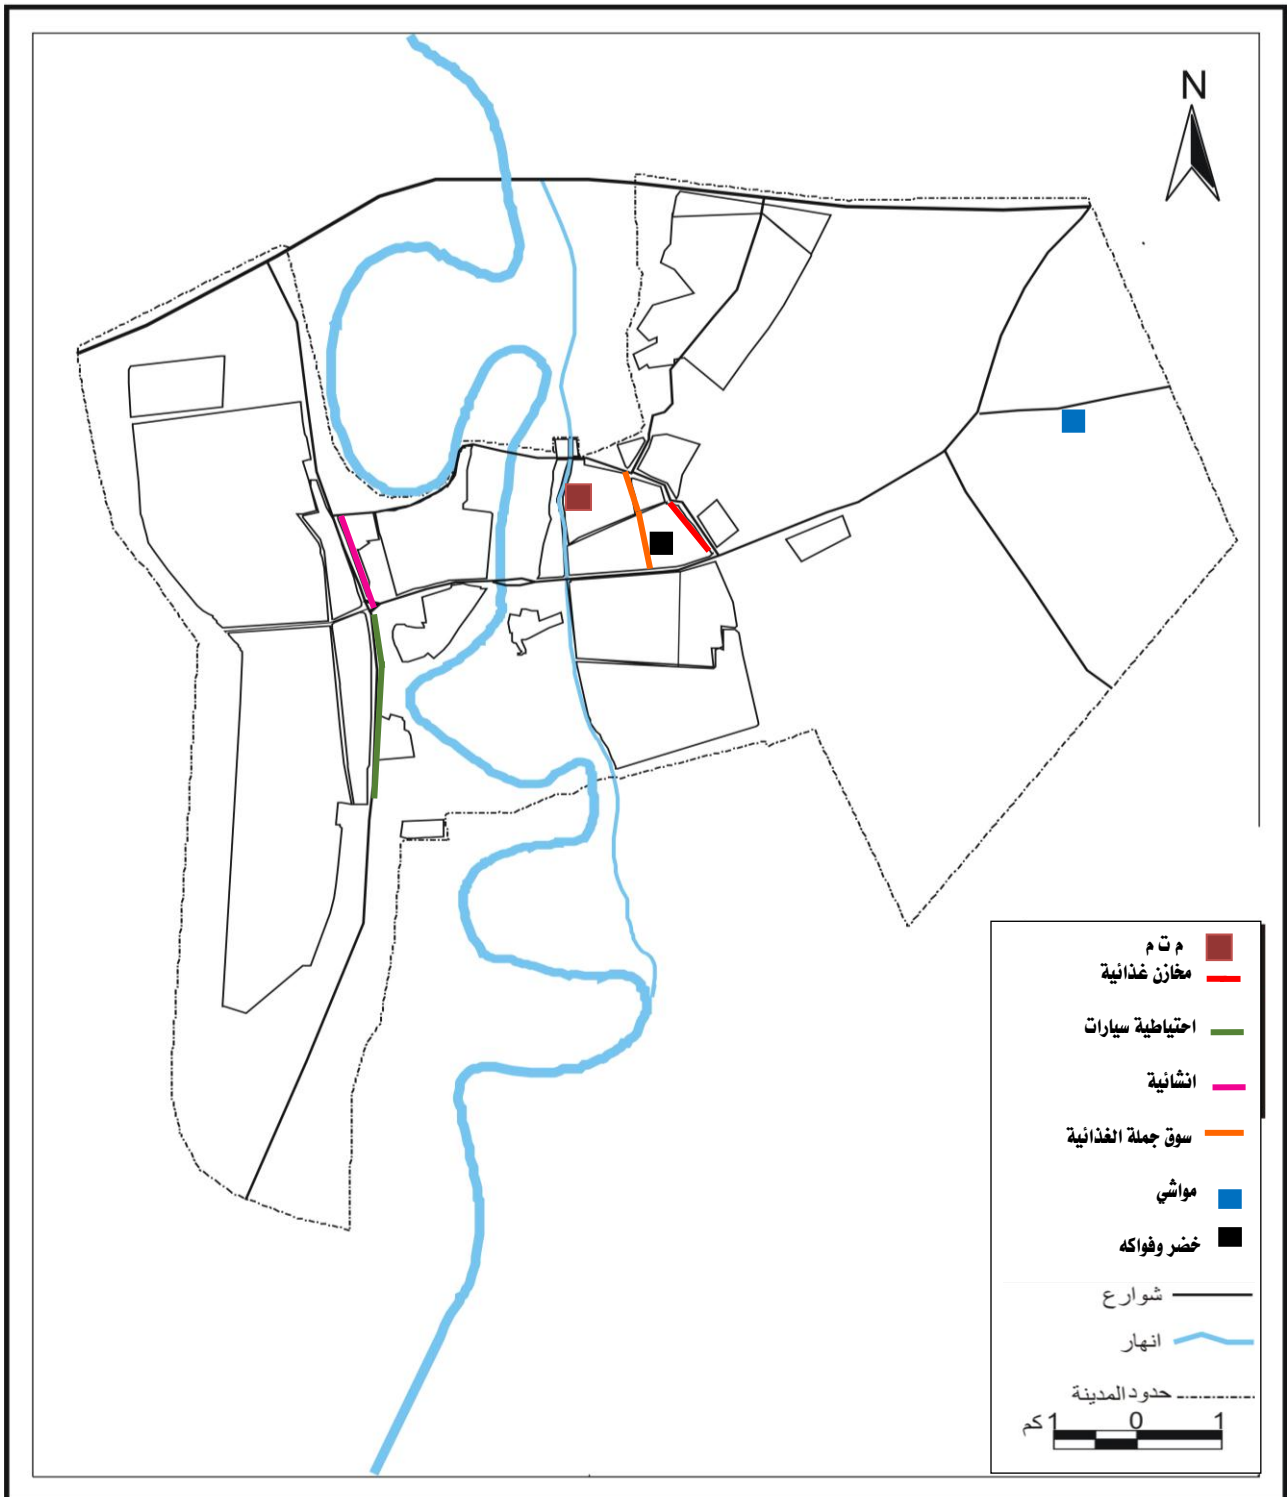 N
م ت م
مخازن غذائية
احتياطية سيارات
انشائية
سوق جملة الغذائية
مواشي
خضر وفواكه
شوارع
انهار
حدود المدينة
كم 1 0 1